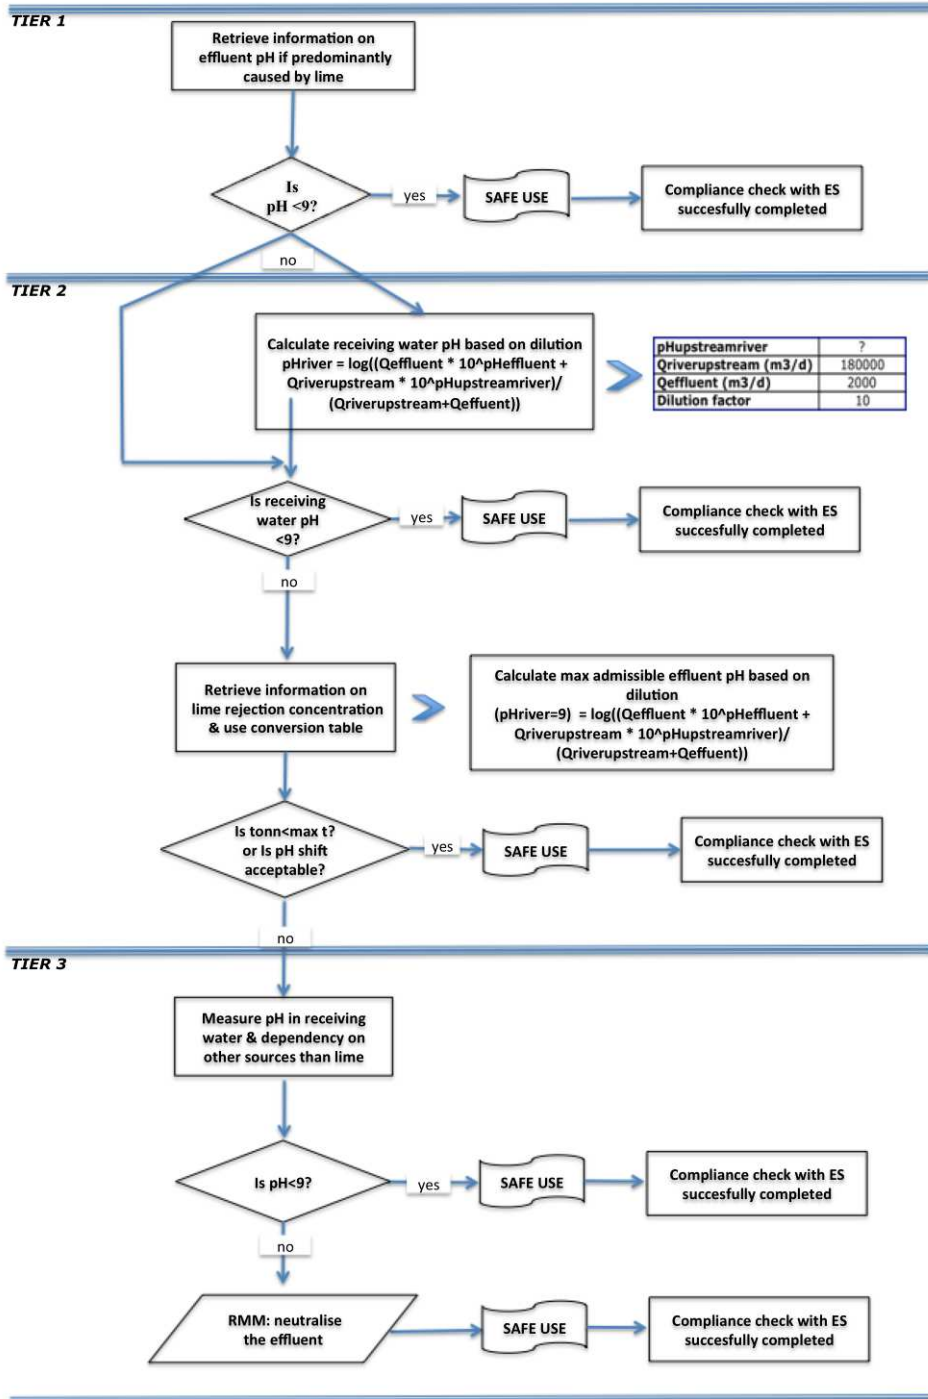 TIER 1
Retrieve information on
effluent pH if predominantly
caused by lime
Is
pH <9?
yes
SAFE USE
Compliance check with ES
succesfully completed
no
TIER 2
Calculate receiving water pH based on dilution
pHriver = log((Qeffluent * 10^pHeffluent +
Qriverupstream * 10^pHupstreamriver)/
(Qriverupstream+Qeffuent))
pHupstreamriver ?
Qriverupstream (m3/d) 180000
Qeffluent (m3/d) 2000
Dilution factor 10
Is receiving
water pH
<9?
yes
SAFE USE
Compliance check with ES
succesfully completed
no
Retrieve information on
lime rejection concentration
& use conversion table
Calculate max admissible effluent pH based on
dilution
(pHriver=9) = log((Qeffluent * 10^pHeffluent +
Qriverupstream * 10^pHupstreamriver)/
(Qriverupstream+Qeffuent))
Is tonn<max t?
or Is pH shift
acceptable?
yes
SAFE USE
Compliance check with ES
succesfully completed
no
TIER 3
Measure pH in receiving
water & dependency on
other sources than lime
Is pH<9?
yes
SAFE USE
Compliance check with ES
succesfully completed
no
RMM: neutralise
the effluent
SAFE USE
Compliance check with ES
succesfully completed